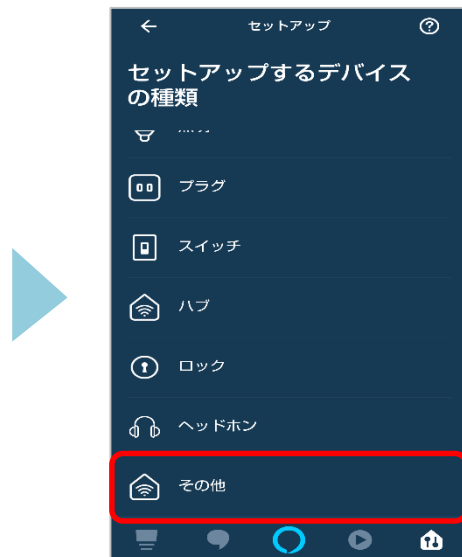 セットアップ
セットアップするデバイス
の種類
プラグ
スイッチ
ハブ
ロック
ヘッドホン
その他